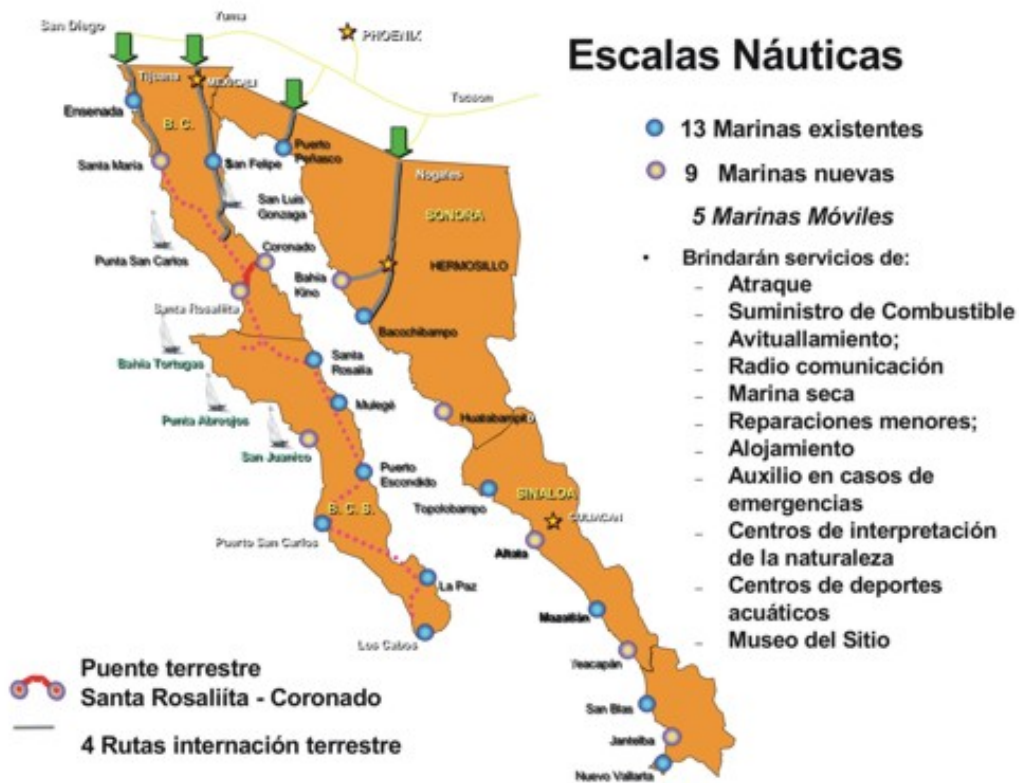 Escalas Náuticas
13 Marinas existentes
9 Marinas nuevas
5 Marinas Móviles
• Brindarán servicios de:
– Atraque
– Suministro de Combustible
– Avituallamiento;
– Radio comunicación
– Marina seca
– Reparaciones menores;
– Alojamiento
– Auxilio en casos de
emergencias
– Centros de interpretación
de la naturaleza
– Centros de deportes
acuáticos
– Museo del Sitio
San Diego
Yuma
PHOENIX
Tucson
Tijuana
MEXICALI
Ensenada
B. C.
Santa María
San Felipe
Puerto
Peñasco
Nogales
SONORA
San Luis
Gonzaga
Punta San Carlos
Coronado
HERMOSILLO
Bahía
Kino
Santa Rosaliíta
Bacochibampo
Bahía Tortugas
Santa
Rosalía
Mulegé
Punta Abreojos
Huatabampito
San Juanico
Puerto
Escondido
B. C. S.
Topolobampo
SINALOA
CULIACAN
Puerto San Carlos
Altata
La Paz
Mazatlán
Los Cabos
Teacapán
San Blas
Nuevo Vallarta
Puente terrestre
Santa Rosaliíta - Coronado
4 Rutas internación terrestre